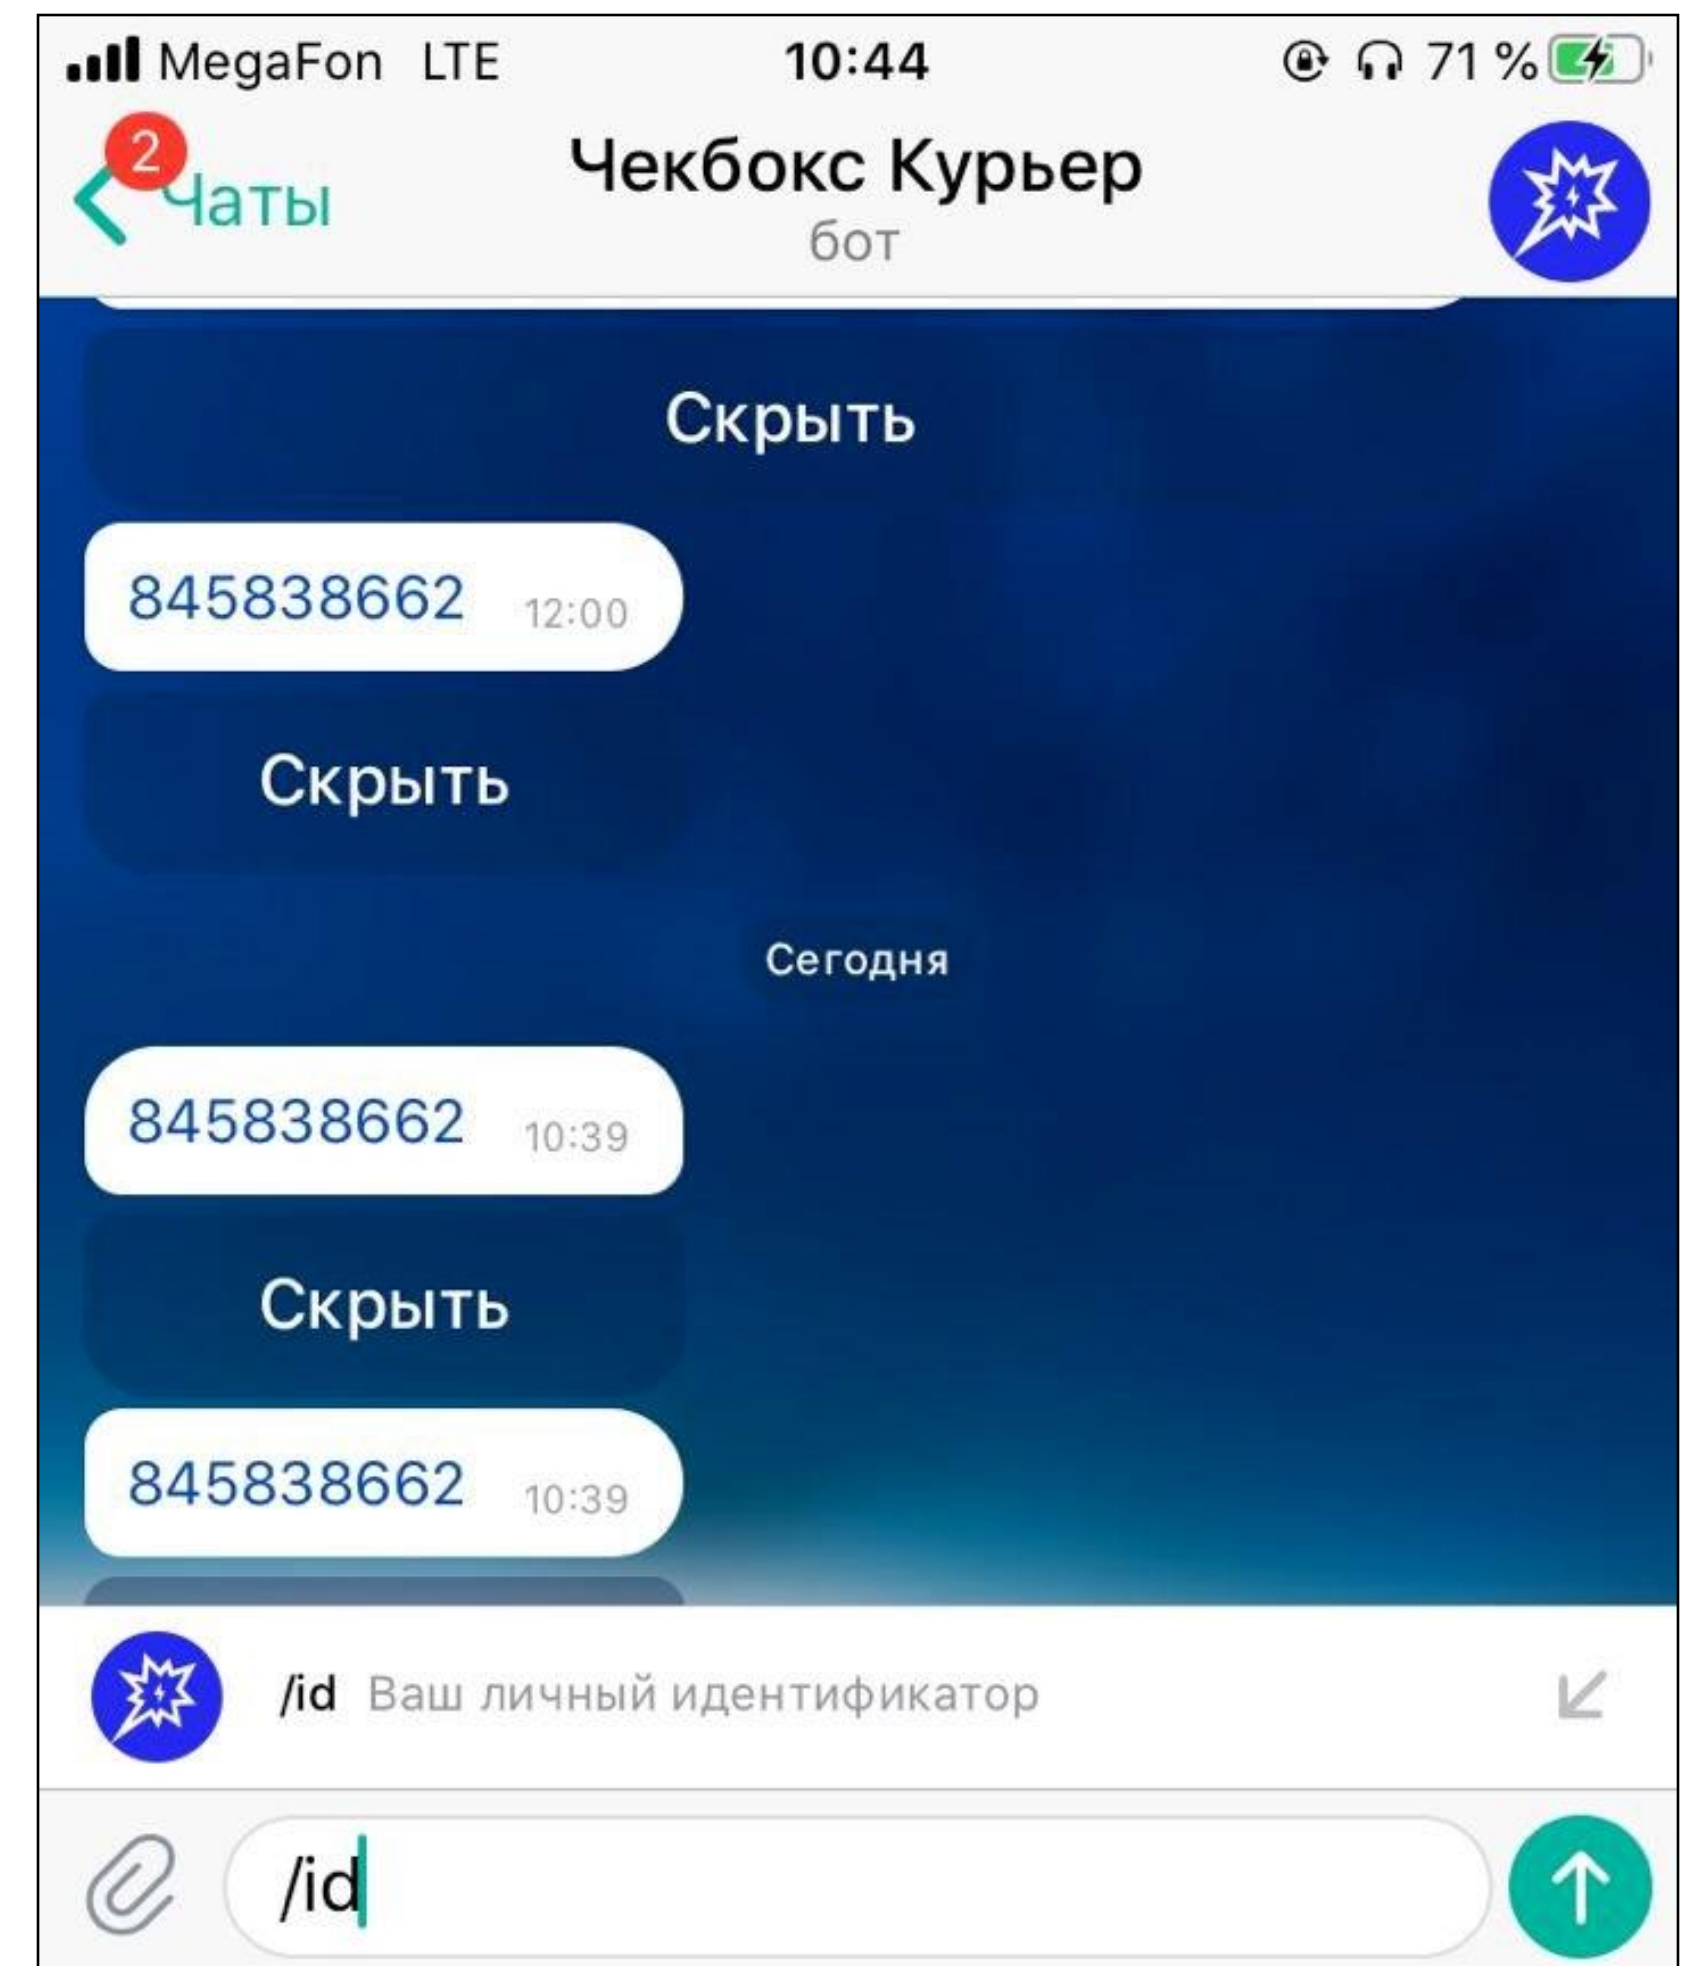 MegaFon LTE 10:44 71 %
2
Чаты
Чекбокс Курьер
бот
Скрыть
845838662 12:00
Скрыть
Сегодня
845838662 10:39
Скрыть
845838662 10:39
/id Ваш личный идентификатор
/id